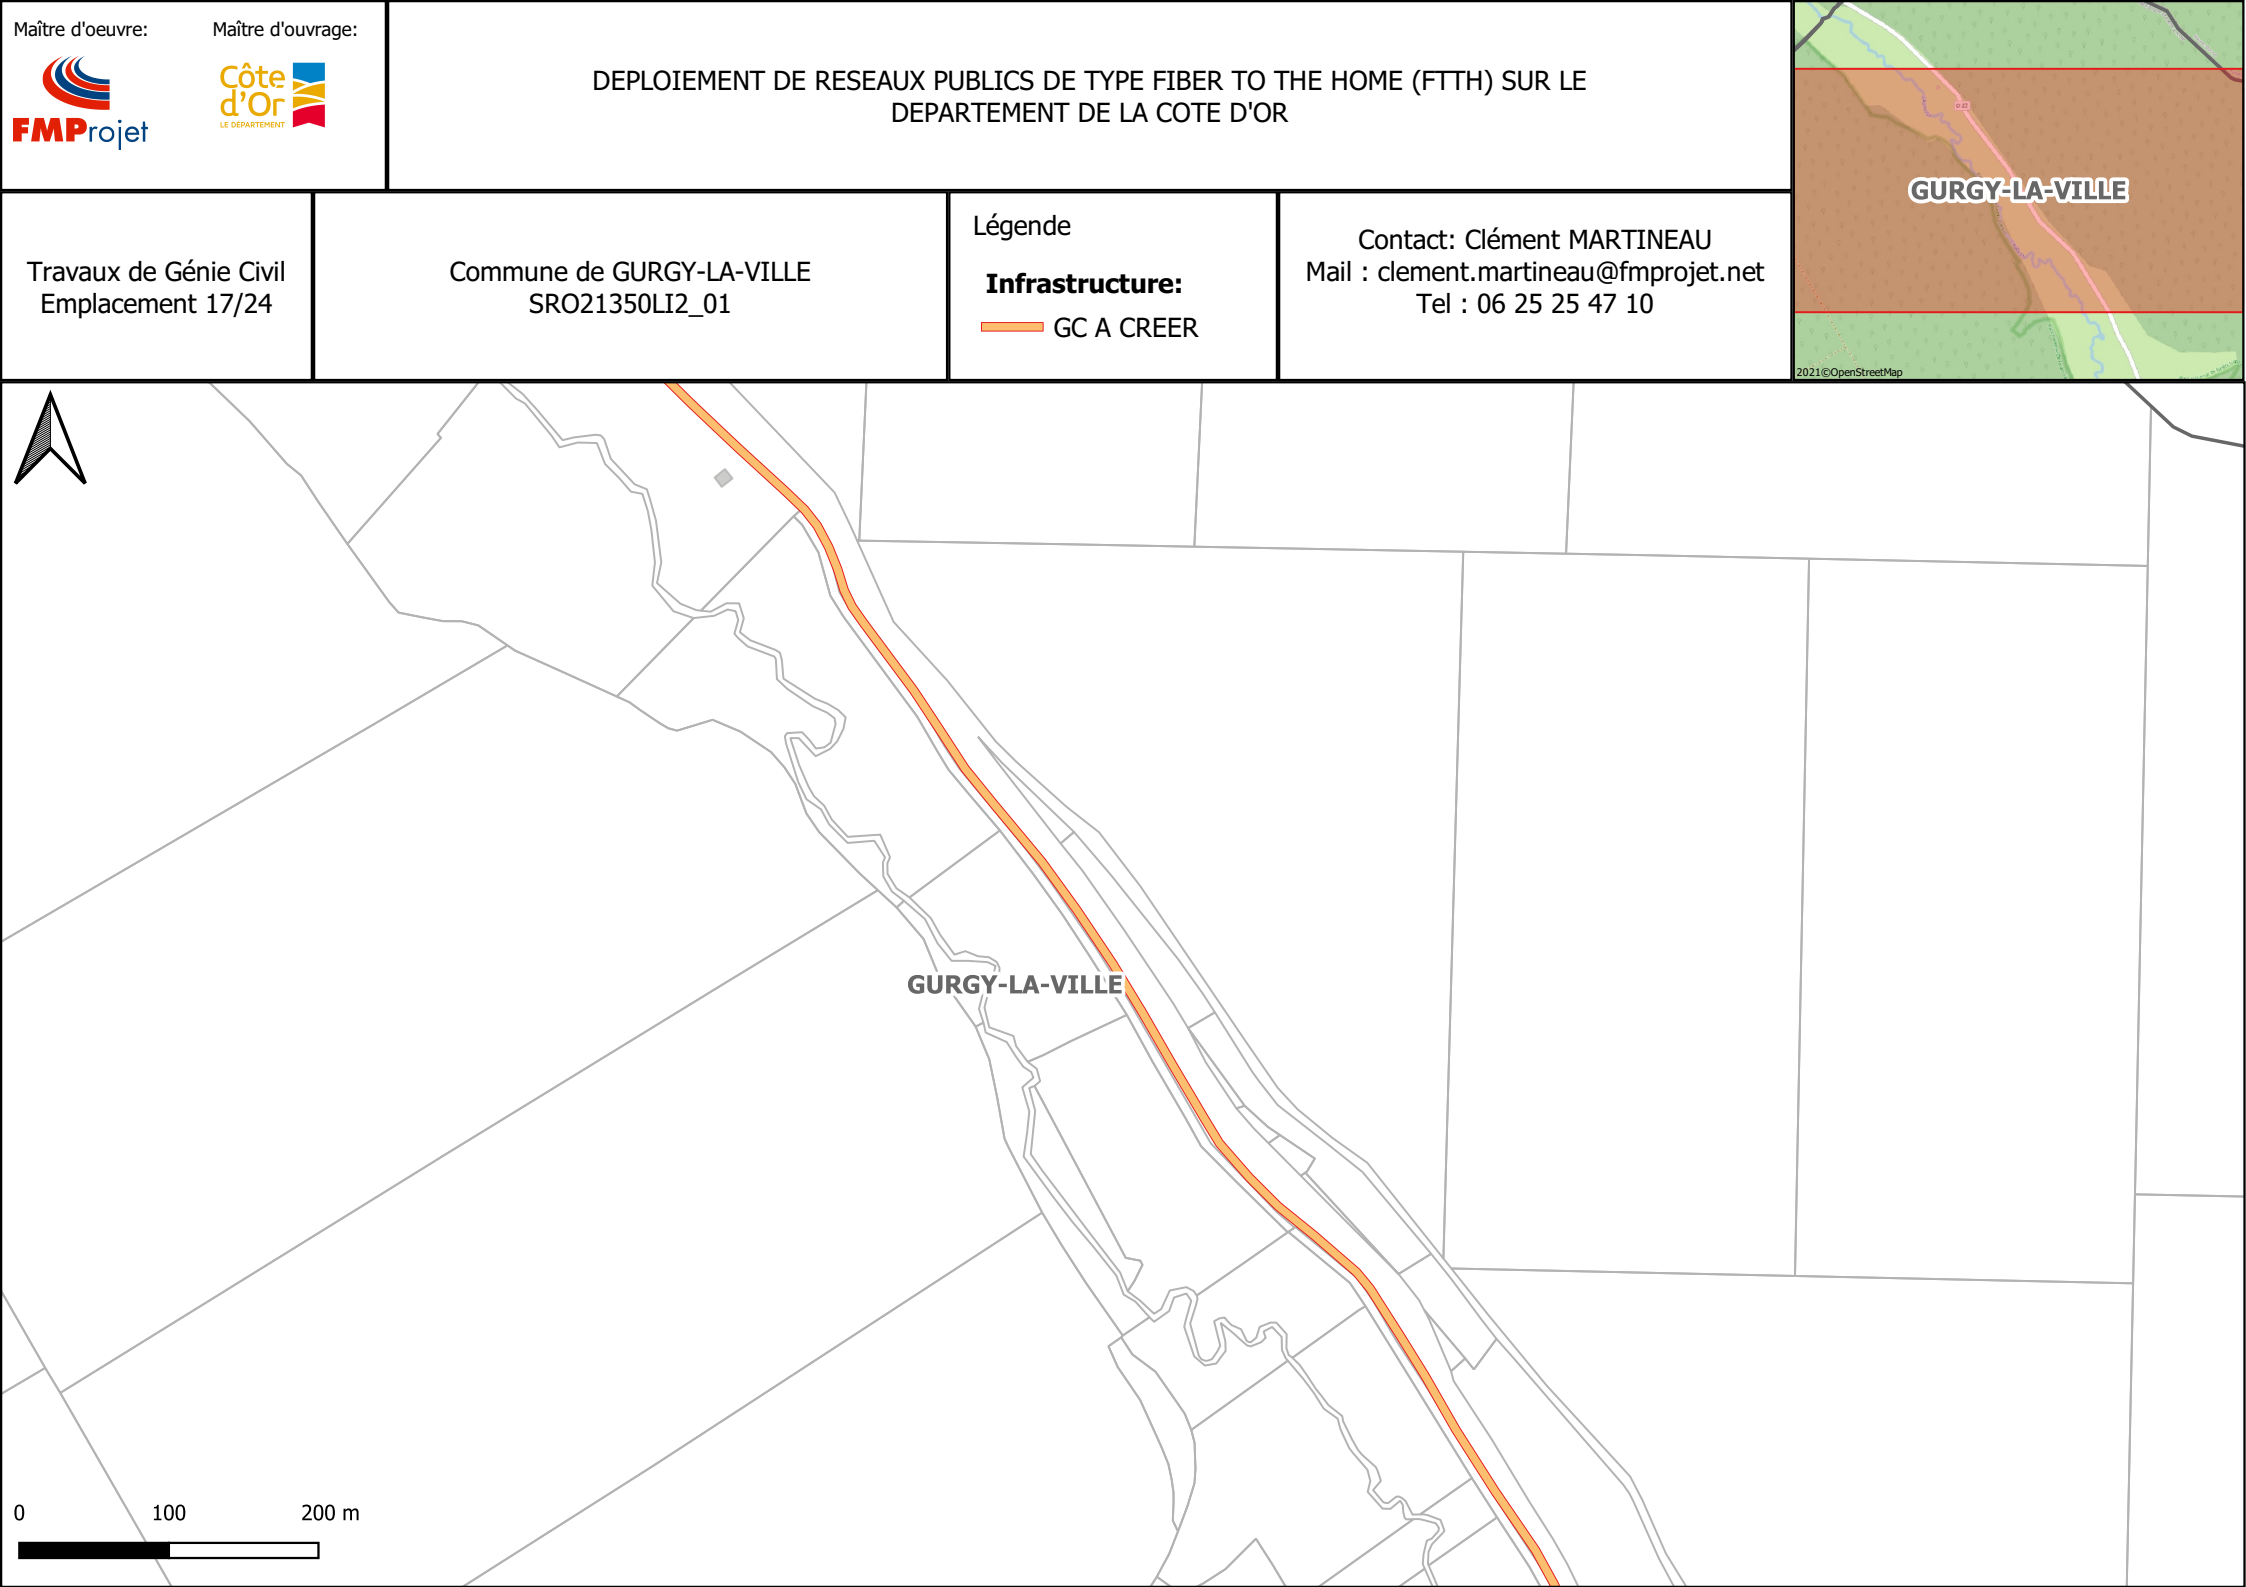 Maître d'oeuvre:
Maître d'ouvrage:
FMProjet
Côte
d'Or
LE DÉPARTEMENT
DEPLOIEMENT DE RESEAUX PUBLICS DE TYPE FIBER TO THE HOME (FTTH) SUR LE
DEPARTEMENT DE LA COTE D'OR
GURGY-LA-VILLE
2021©OpenStreetMap
Travaux de Génie Civil
Emplacement 17/24
Commune de GURGY-LA-VILLE
SRO21350LI2_01
Légende
Infrastructure:
GC A CREER
Contact: Clément MARTINEAU
Mail : clement.martineau@fmprojet.net
Tel : 06 25 25 47 10
GURGY-LA-VILLE
0 100 200 m